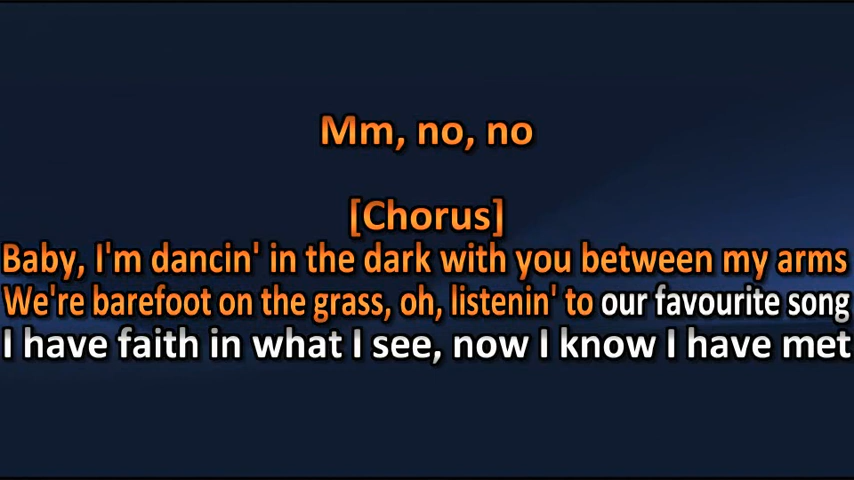 Mm, no, no
[Chorus]
Baby, I'm dancin' in the dark with you between my arms
We're barefoot on the grass, oh, listenin' to our favourite song
I have faith in what I see, now I know I have met